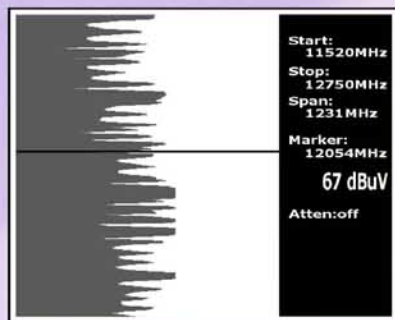 Start:
11520MHz
Stop:
12750MHz
Span:
1231MHz
Marker:
12054MHz
67 dBuV
Atten:off